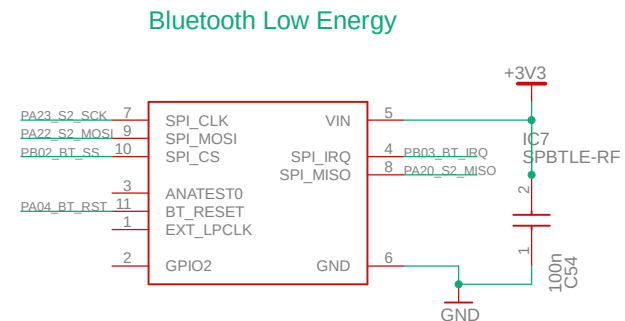 Bluetooth Low Energy
+3V3
PA23_S2_SCK 7 SPI_CLK VIN 5
PA22_S2_MOSI 9 SPI_MOSI
IC7
PB02_BT_SS 10 SPI_CS SPI_IRQ 4 PB03_BT_IRQ
SPBTLE-RF
SPI_MISO 8 PA20_S2_MISO
3 ANATEST0
2
PA04_BT_RST 11 BT_RESET
1 EXT_LPCLK
2 GPIO2 GND 6
1
100n
C54
GND